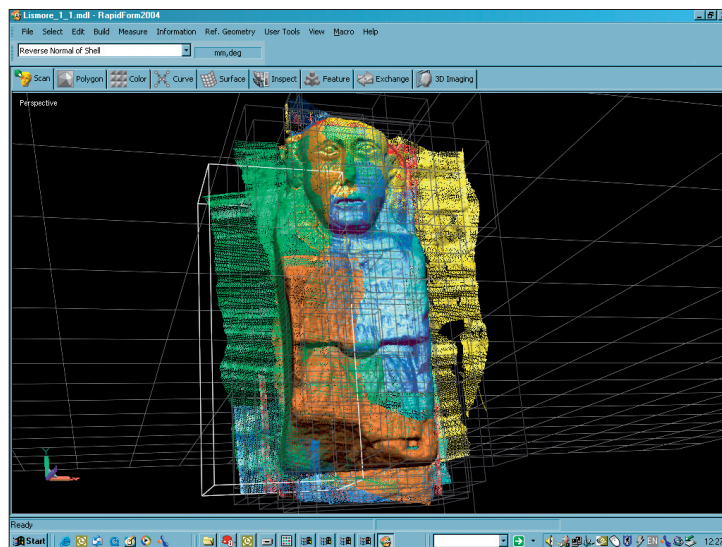 Lismore_1_1.mdl - RapidForm2004
File Select Edit Build Measure Information Ref. Geometry User Tools View Macro Help
Reverse Normal of Shell mm,deg
Scan Polygon Color Curve Surface Inspect Feature Exchange 3D Imaging
Perspective
Ready
Start EN 12:27